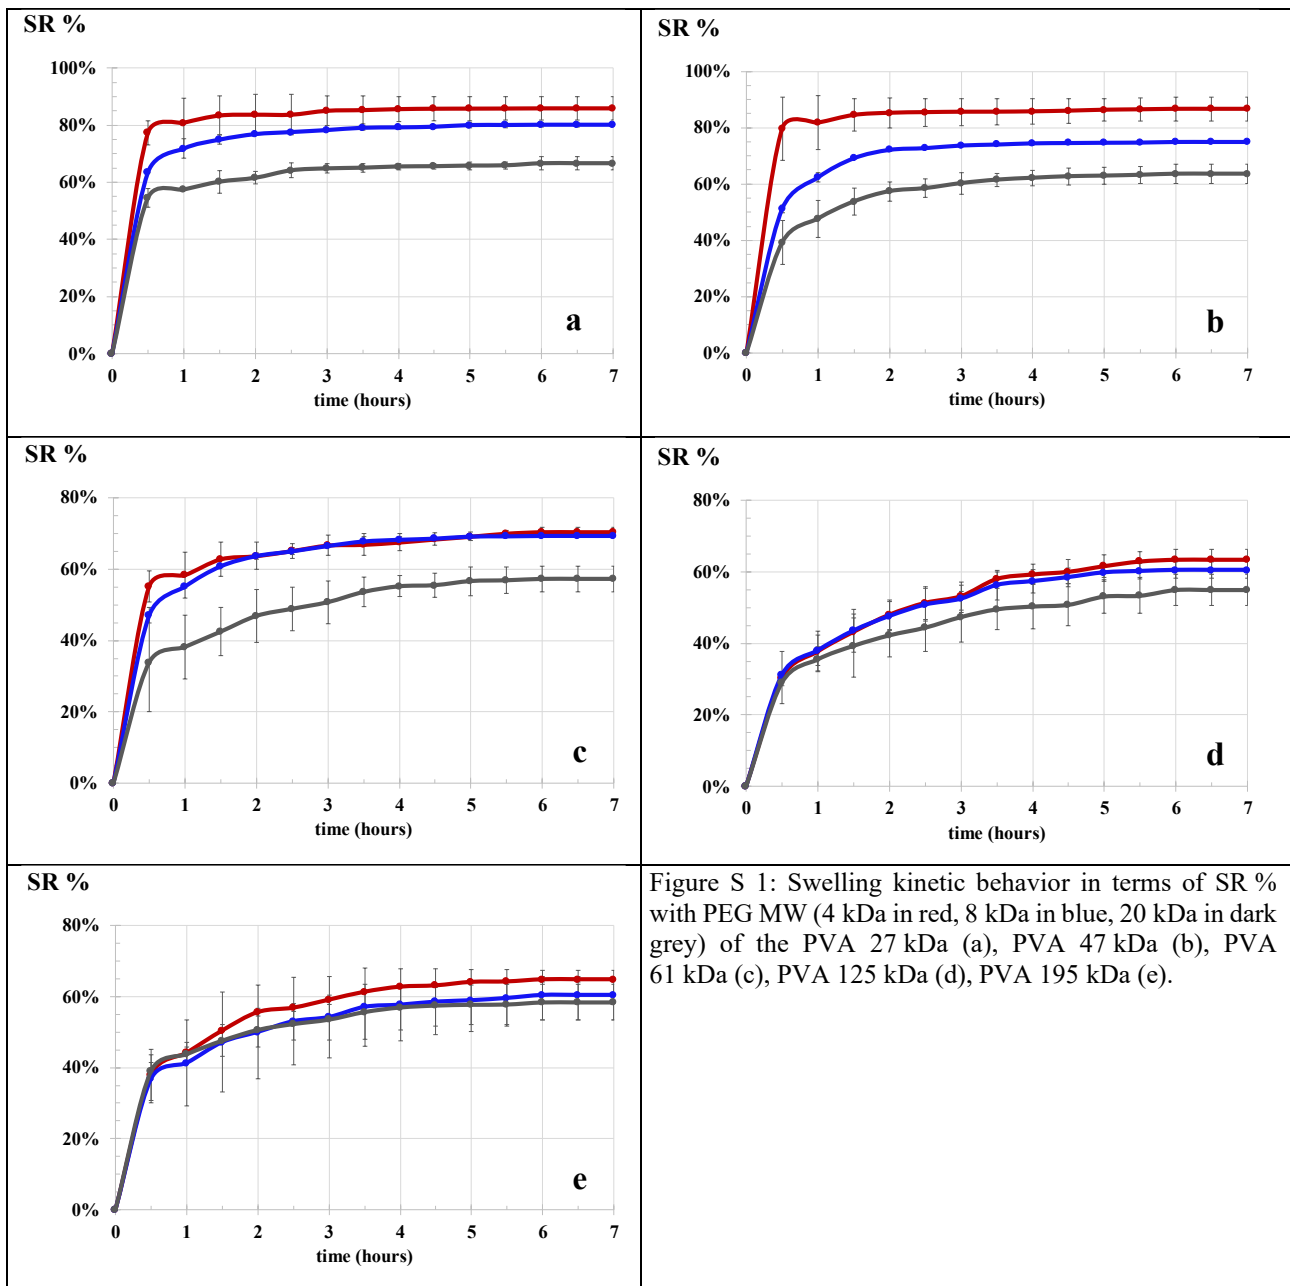 SR %
100%
80%
60%
40%
20%
0%
0 1 2 3 4 5 6 7
time (hours)
a
SR %
100%
80%
60%
40%
20%
0%
0 1 2 3 4 5 6 7
time (hours)
b
SR %
80%
60%
40%
20%
0%
0 1 2 3 4 5 6 7
time (hours)
c
SR %
80%
60%
40%
20%
0%
0 1 2 3 4 5 6 7
time (hours)
d
SR %
80%
60%
40%
20%
0%
0 1 2 3 4 5 6 7
time (hours)
e
Figure S 1: Swelling kinetic behavior in terms of SR %
with PEG MW (4 kDa in red, 8 kDa in blue, 20 kDa in dark
grey) of the PVA 27 kDa (a), PVA 47 kDa (b), PVA
61 kDa (c), PVA 125 kDa (d), PVA 195 kDa (e).